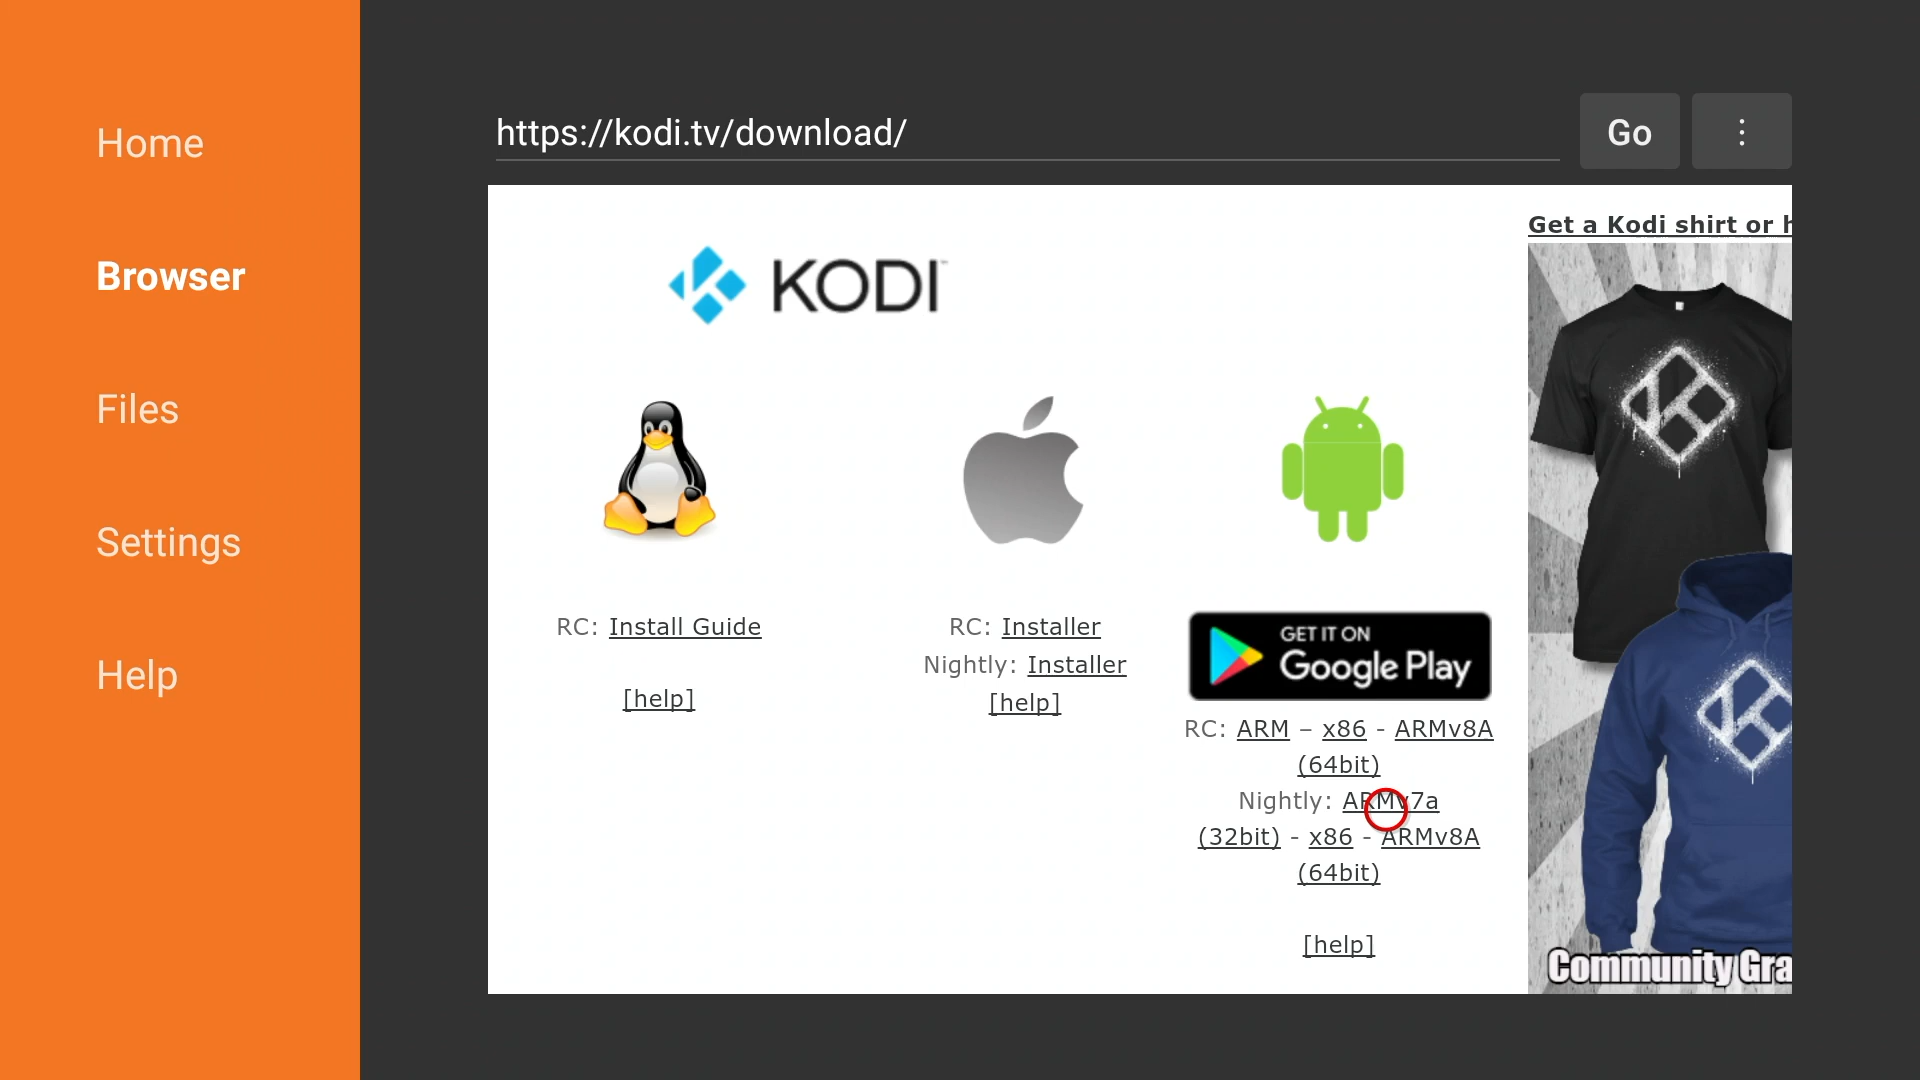 Home
Browser
Files
Settings
Help
https://kodi.tv/download/
Go
KODI
Get a Kodi shirt or
RC: Install Guide
[help]
RC: Installer
Nightly: Installer
[help]
GET IT ON
Google Play
RC: ARM – x86 - ARMv8A
(64bit)
Nightly: ARMv7a
(32bit) - x86 - ARMv8A
(64bit)
[help]
Community Gra